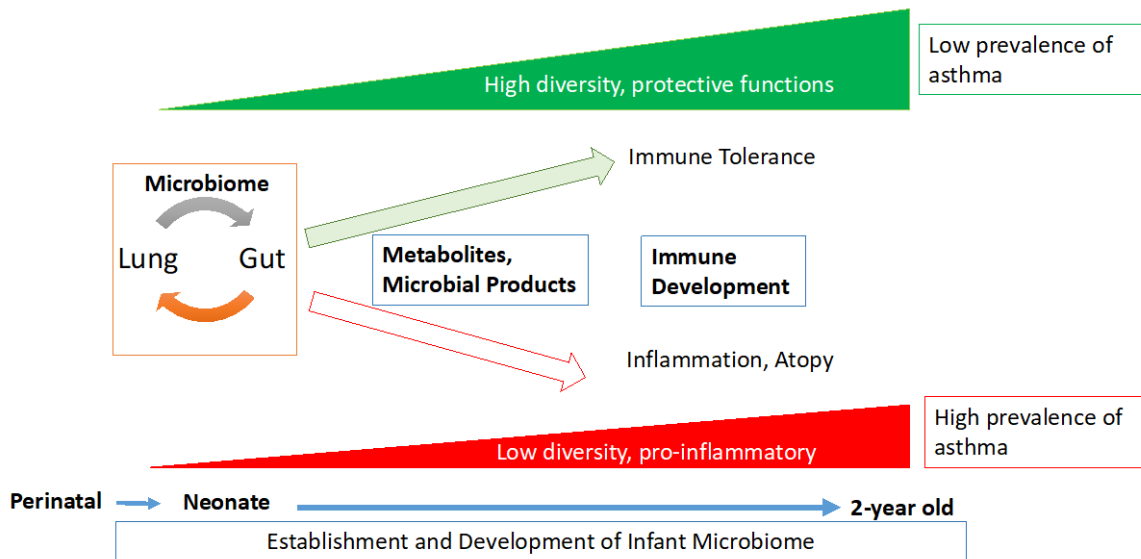 High diversity, protective functions
Low prevalence of
asthma
Immune Tolerance
Microbiome
Lung Gut
Metabolites,
Microbial Products
Immune
Development
Inflammation, Atopy
Low diversity, pro-inflammatory
High prevalence of
asthma
Perinatal Neonate 2-year old
Establishment and Development of Infant Microbiome